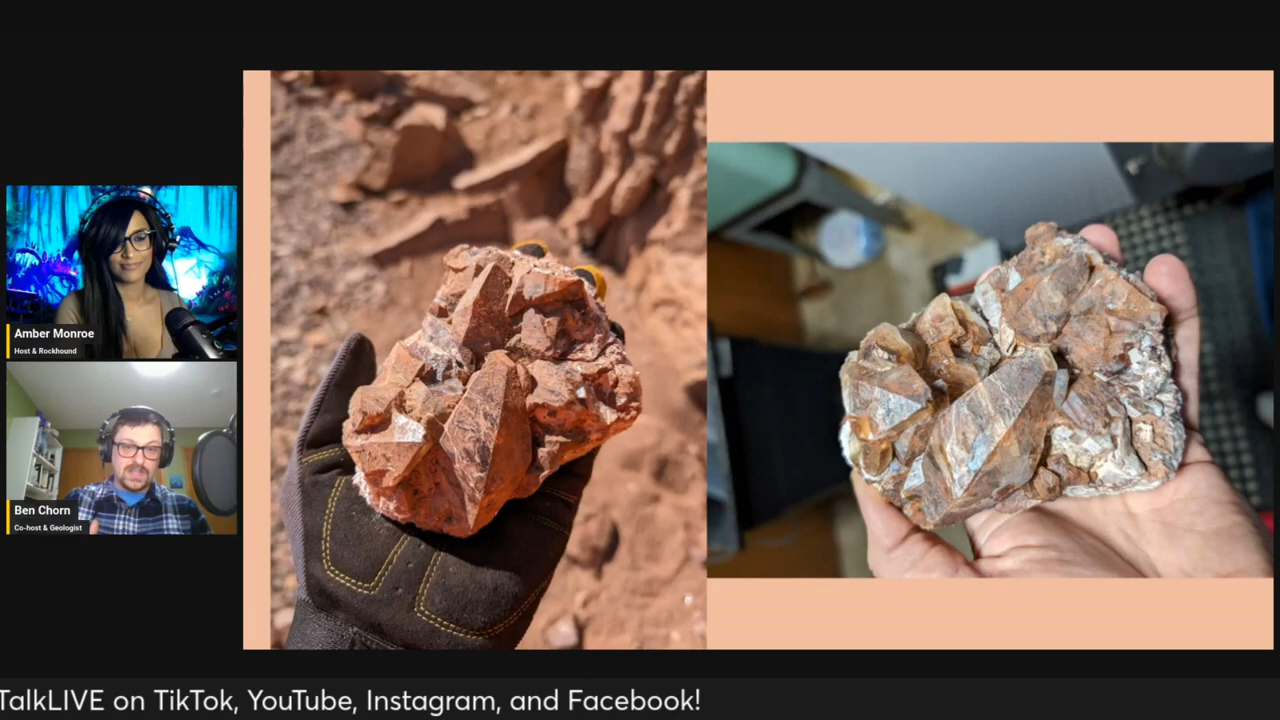 Amber Monroe
Host & Rockhound
Ben Chorn
Co-host & Geologist
TalkLIVE on TikTok, YouTube, Instagram, and Facebook!